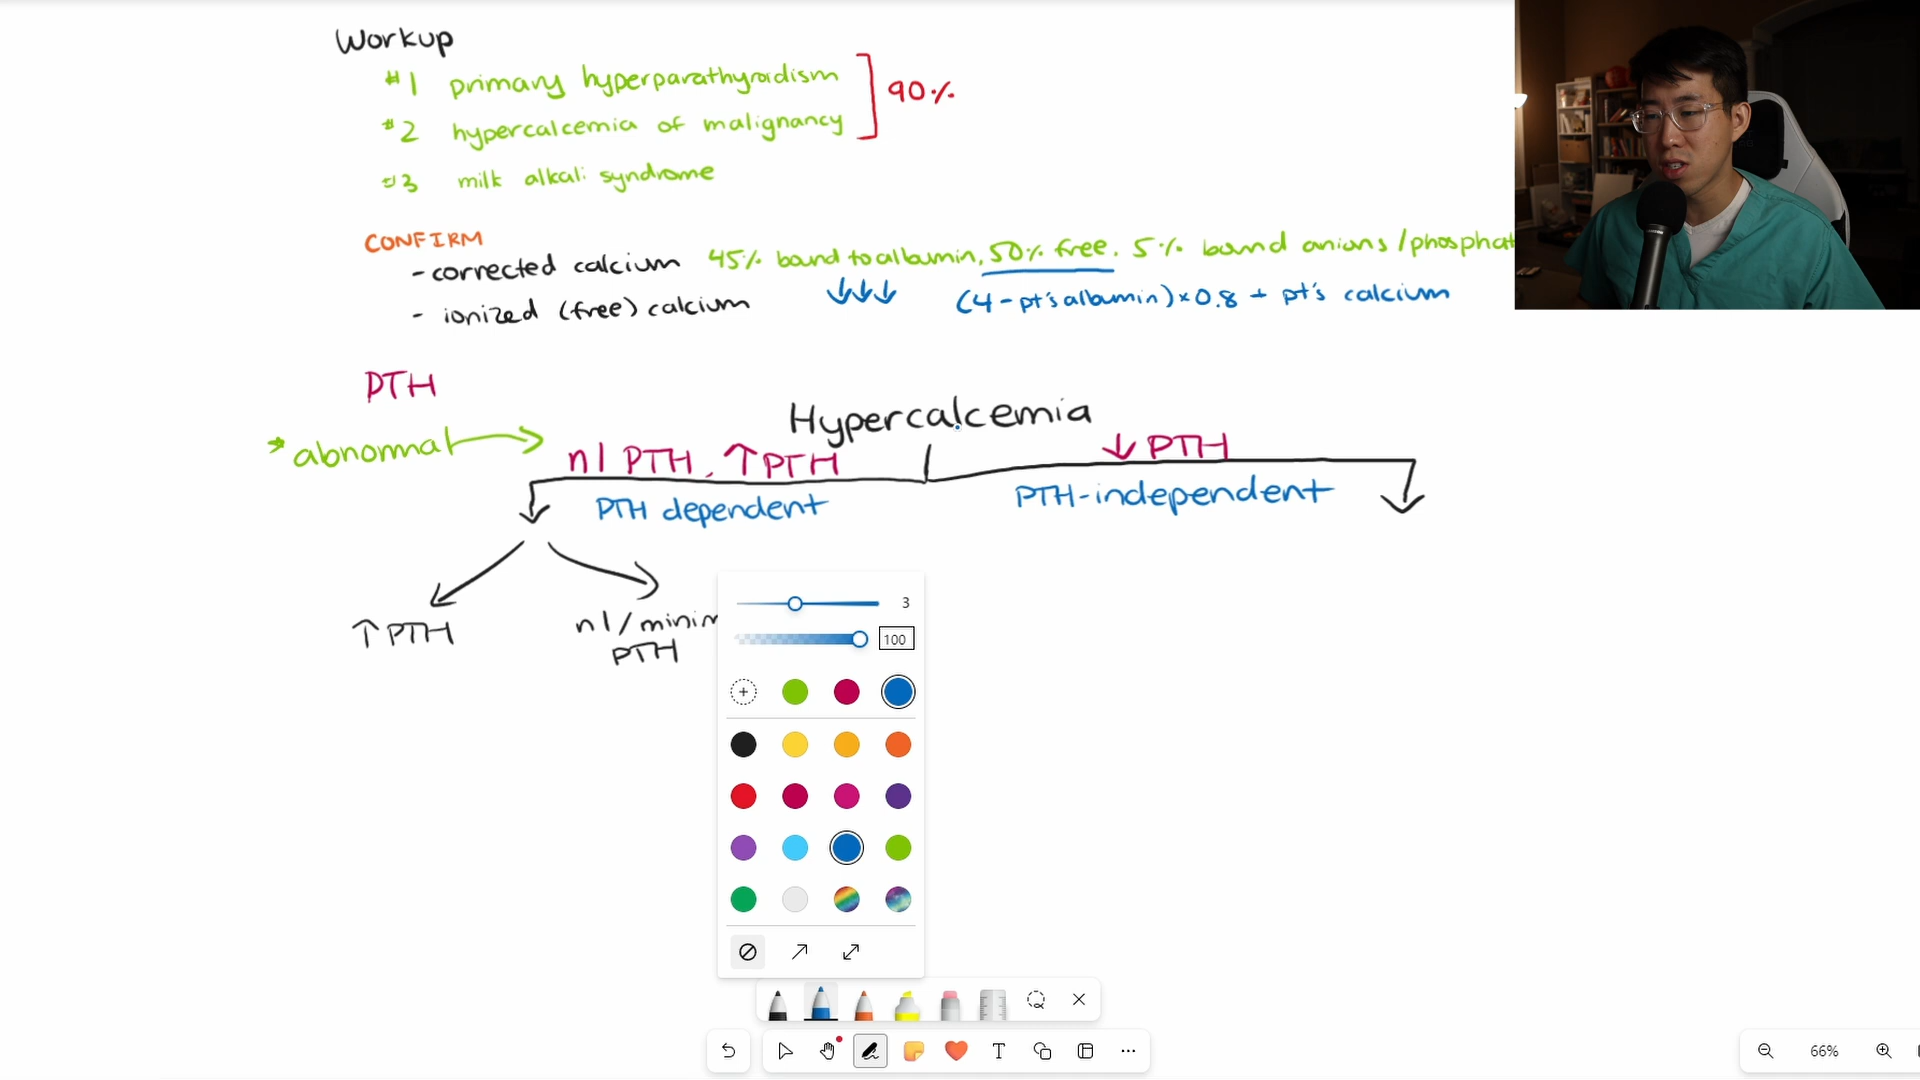 Workup
#1 primary hyperparathyroidism
#2 hypercalcemia of malignancy
90%
#3 milk alkali syndrome
CONFIRM
- corrected calcium 45% bound to albumin, 50% free. 5% bound anions/phosphat
- ionized (free) calcium ↓↓↓ (4 - pt's albumin) x 0.8 + pt's calcium
PTH
Hypercalcemia
* abnormal → nl PTH, ↑PTH ↓ PTH
PTH dependent PTH-independent
↑PTH nl/minim
PTH
3
100
66%